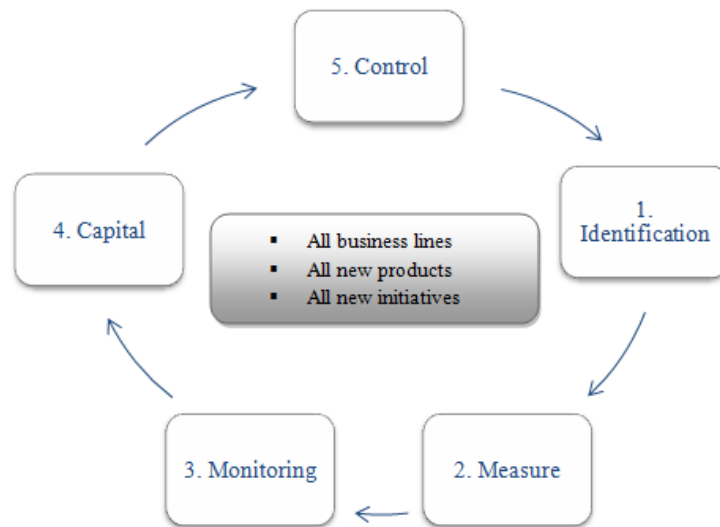 5. Control
1.
Identification
4. Capital
▪ All business lines
▪ All new products
▪ All new initiatives
3. Monitoring
2. Measure